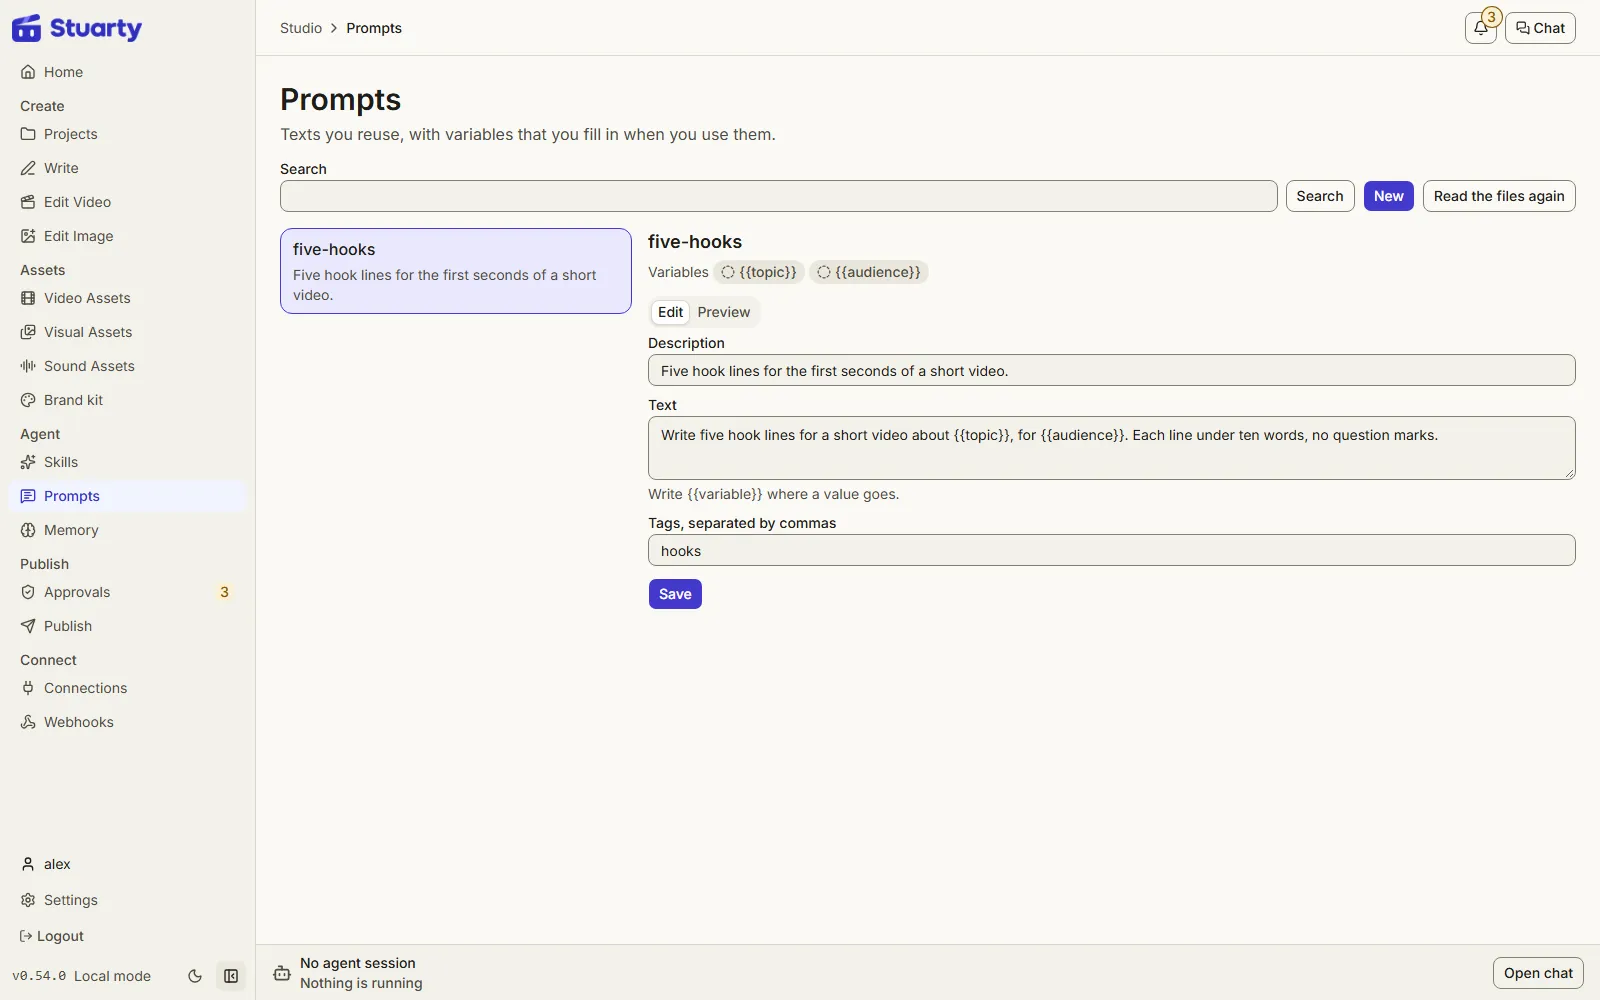 Stuarty
Home
Create
Projects
Write
Edit Video
Edit Image
Assets
Video Assets
Visual Assets
Sound Assets
Brand kit
Agent
Skills
Prompts
Memory
Publish
Approvals 3
Publish
Connect
Connections
Webhooks
alex
Settings
Logout
v0.54.0 Local mode
Studio > Prompts
3
Chat
Prompts
Texts you reuse, with variables that you fill in when you use them.
Search
Search New Read the files again
five-hooks
Five hook lines for the first seconds of a short
video.
five-hooks
Variables {{topic}} {{audience}}
Edit Preview
Description
Five hook lines for the first seconds of a short video.
Text
Write five hook lines for a short video about {{topic}}, for {{audience}}. Each line under ten words, no question marks.
Write {{variable}} where a value goes.
Tags, separated by commas
hooks
Save
No agent session
Nothing is running
Open chat